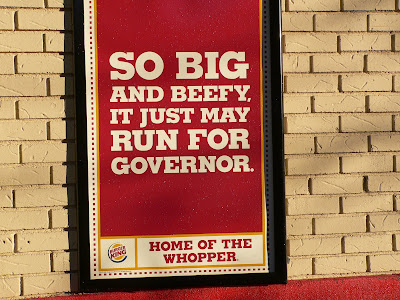 SO BIG
AND BEEFY,
IT JUST MAY
RUN FOR
GOVERNOR.
BURGER
KING
HOME OF THE
WHOPPER